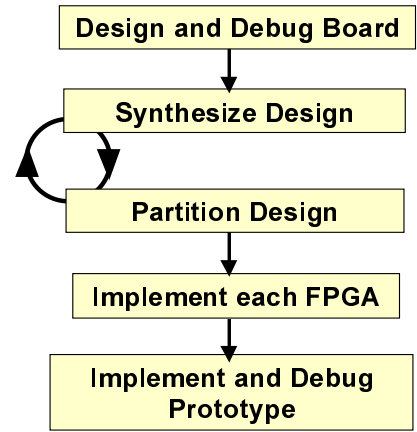 Design and Debug Board
Synthesize Design
Partition Design
Implement each FPGA
Implement and Debug
Prototype